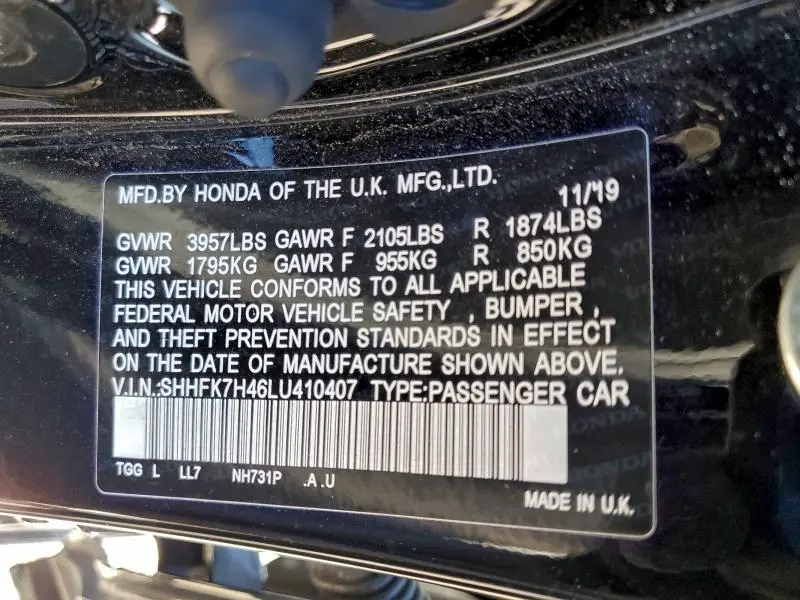 MFD.BY HONDA OF THE U.K. MFG.,LTD. 11/19
GVWR 3957LBS GAWR F 2105LBS R 1874LBS
GVWR 1795KG GAWR F 955KG R 850KG
THIS VEHICLE CONFORMS TO ALL APPLICABLE
FEDERAL MOTOR VEHICLE SAFETY , BUMPER ,
AND THEFT PREVENTION STANDARDS IN EFFECT
ON THE DATE OF MANUFACTURE SHOWN ABOVE.
V.I.N.:SHHFK7H46LU410407 TYPE:PASSENGER CAR
TGG L LL7 NH731P .A .U
MADE IN U.K.